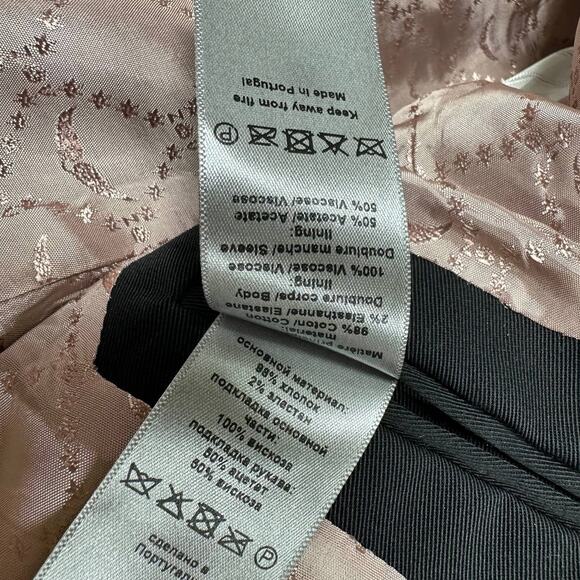 Matière
material:
98% Coton/ Cotton
2% Elasthanne/ Elastane
Doublure corps/ Body
lining:
100% Viscose/ Viscose
Doublure manche/ Sleeve
lining:
50% Acetate/ Acetate
50% Viscose/ Viscose
P
Keep away from fire
Made in Portugal
основной материал:
98% хлопок
2% эластан
подкладка основной
части:
100% вискоза
подкладка рукава:
50% ацетат
50% вискоза
P
сделано в